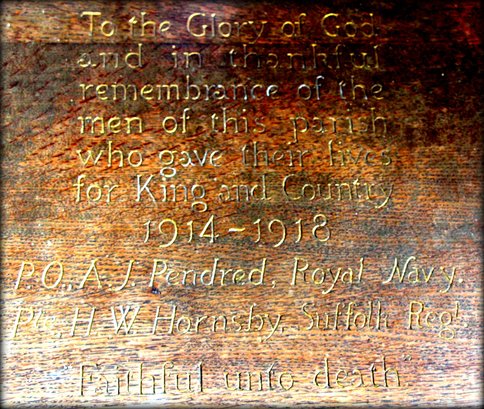 To the Glory of God
and in thankful
remembrance of the
men of this parish
who gave their lives
for King and Country
1914~1918
P.O., A. J. Pendred, Royal Navy.
Pte, H. W. Hornsby, Suffolk Regt.
"Faithful unto death."